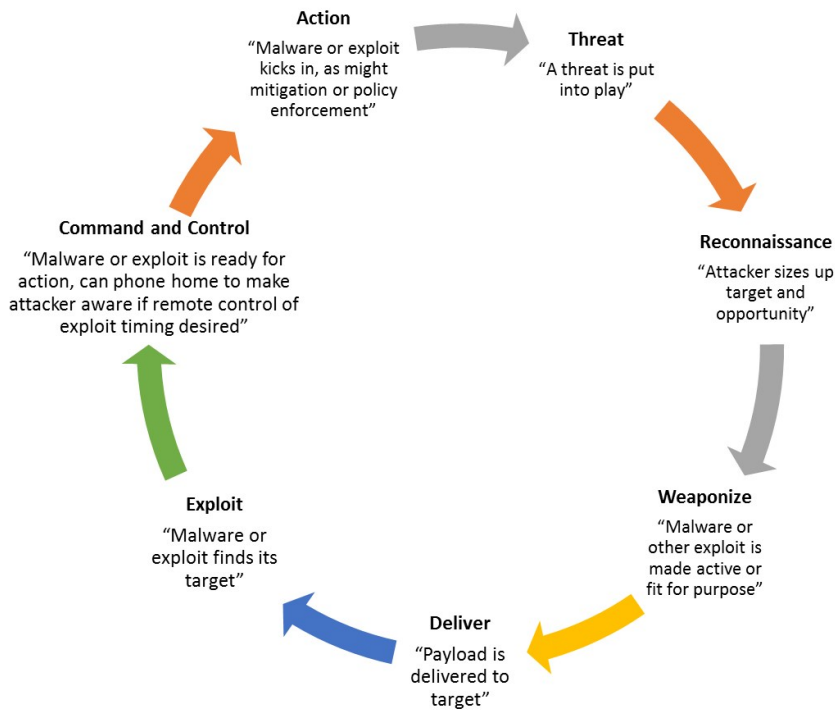 Action
“Malware or exploit
kicks in, as might
mitigation or policy
enforcement”
Threat
“A threat is put
into play”
Reconnaissance
“Attacker sizes up
target and
opportunity”
Weaponize
“Malware or
other exploit is
made active or
fit for purpose”
Deliver
“Payload is
delivered to
target”
Exploit
“Malware or
exploit finds its
target”
Command and Control
“Malware or exploit is ready for
action, can phone home to make
attacker aware if remote control of
exploit timing desired”